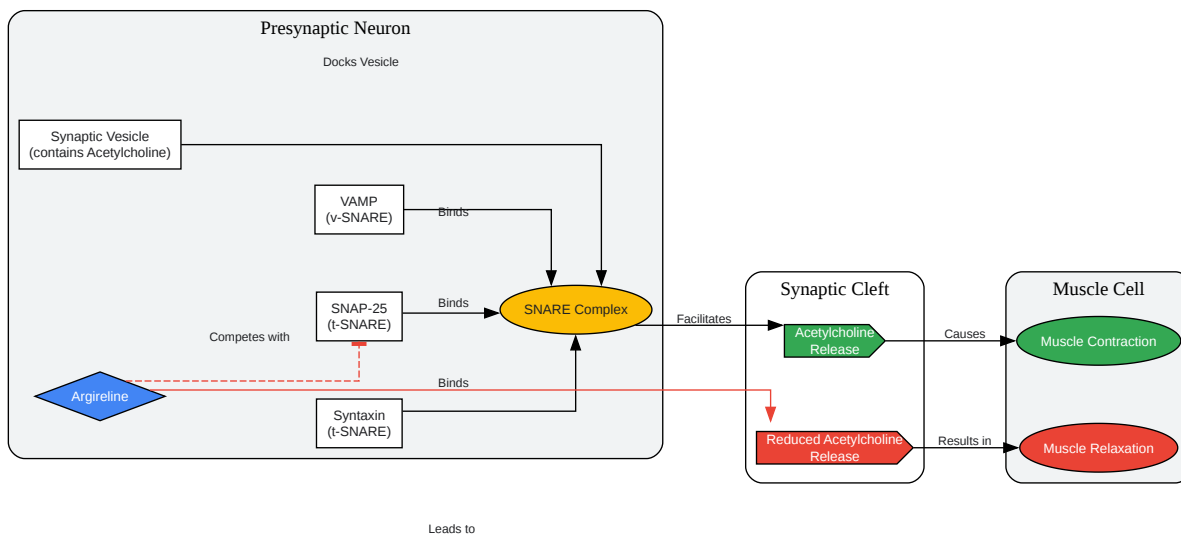 Presynaptic Neuron
Docks Vesicle
Synaptic Vesicle
(contains Acetylcholine)
VAMP
(v-SNARE)
Binds
SNAP-25
(t-SNARE)
Binds
SNARE Complex
Competes with
Argireline
Binds
Syntaxin
(t-SNARE)
Facilitates
Synaptic Cleft
Acetylcholine
Release
Causes
Reduced Acetylcholine
Release
Results in
Muscle Cell
Muscle Contraction
Muscle Relaxation
Leads to